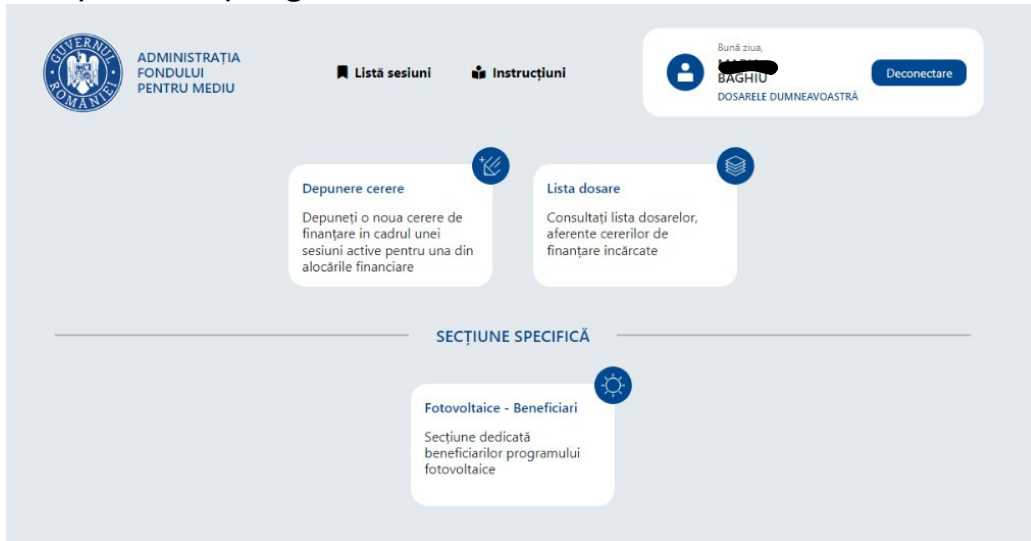 GUVERNUL ROMÂNIEI
ADMINISTRAȚIA
FONDULUI
PENTRU MEDIU
Listă sesiuni
Instrucțiuni
Bună ziua,
BAGHIU
DOSARELE DUMNEAVOASTRĂ
Deconectare
Depunere cerere
Depuneți o noua cerere de
finanțare in cadrul unei
sesiuni active pentru una din
alocările financiare
Lista dosare
Consultați lista dosarelor,
aferente cererilor de
finanțare incărcate
SECȚIUNE SPECIFICĂ
Fotovoltaice - Beneficiari
Secțiune dedicată
beneficiarilor programului
fotovoltaice